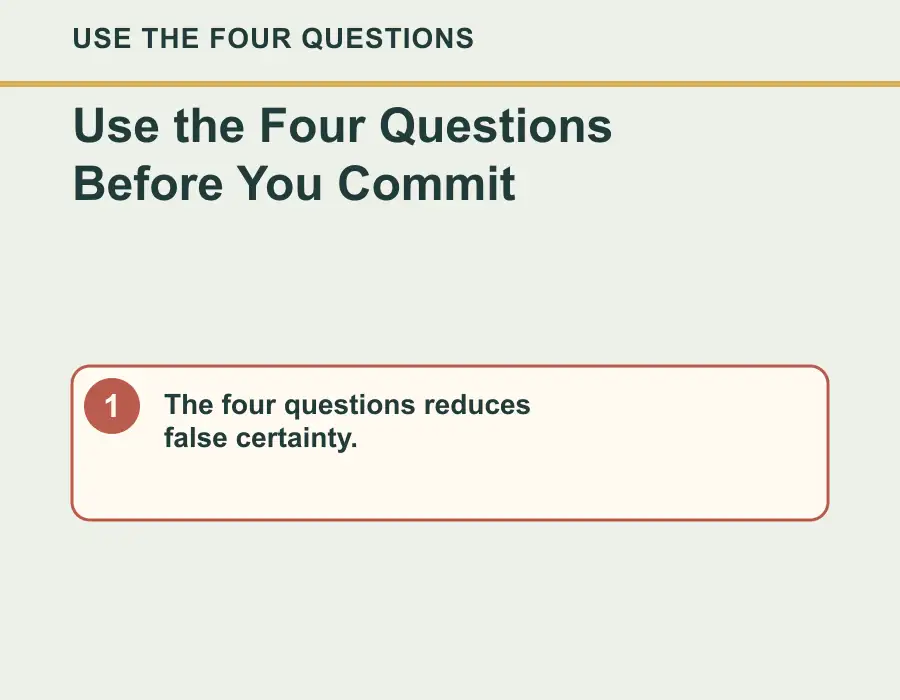 USE THE FOUR QUESTIONS
Use the Four Questions
Before You Commit
1
The four questions reduces
false certainty.